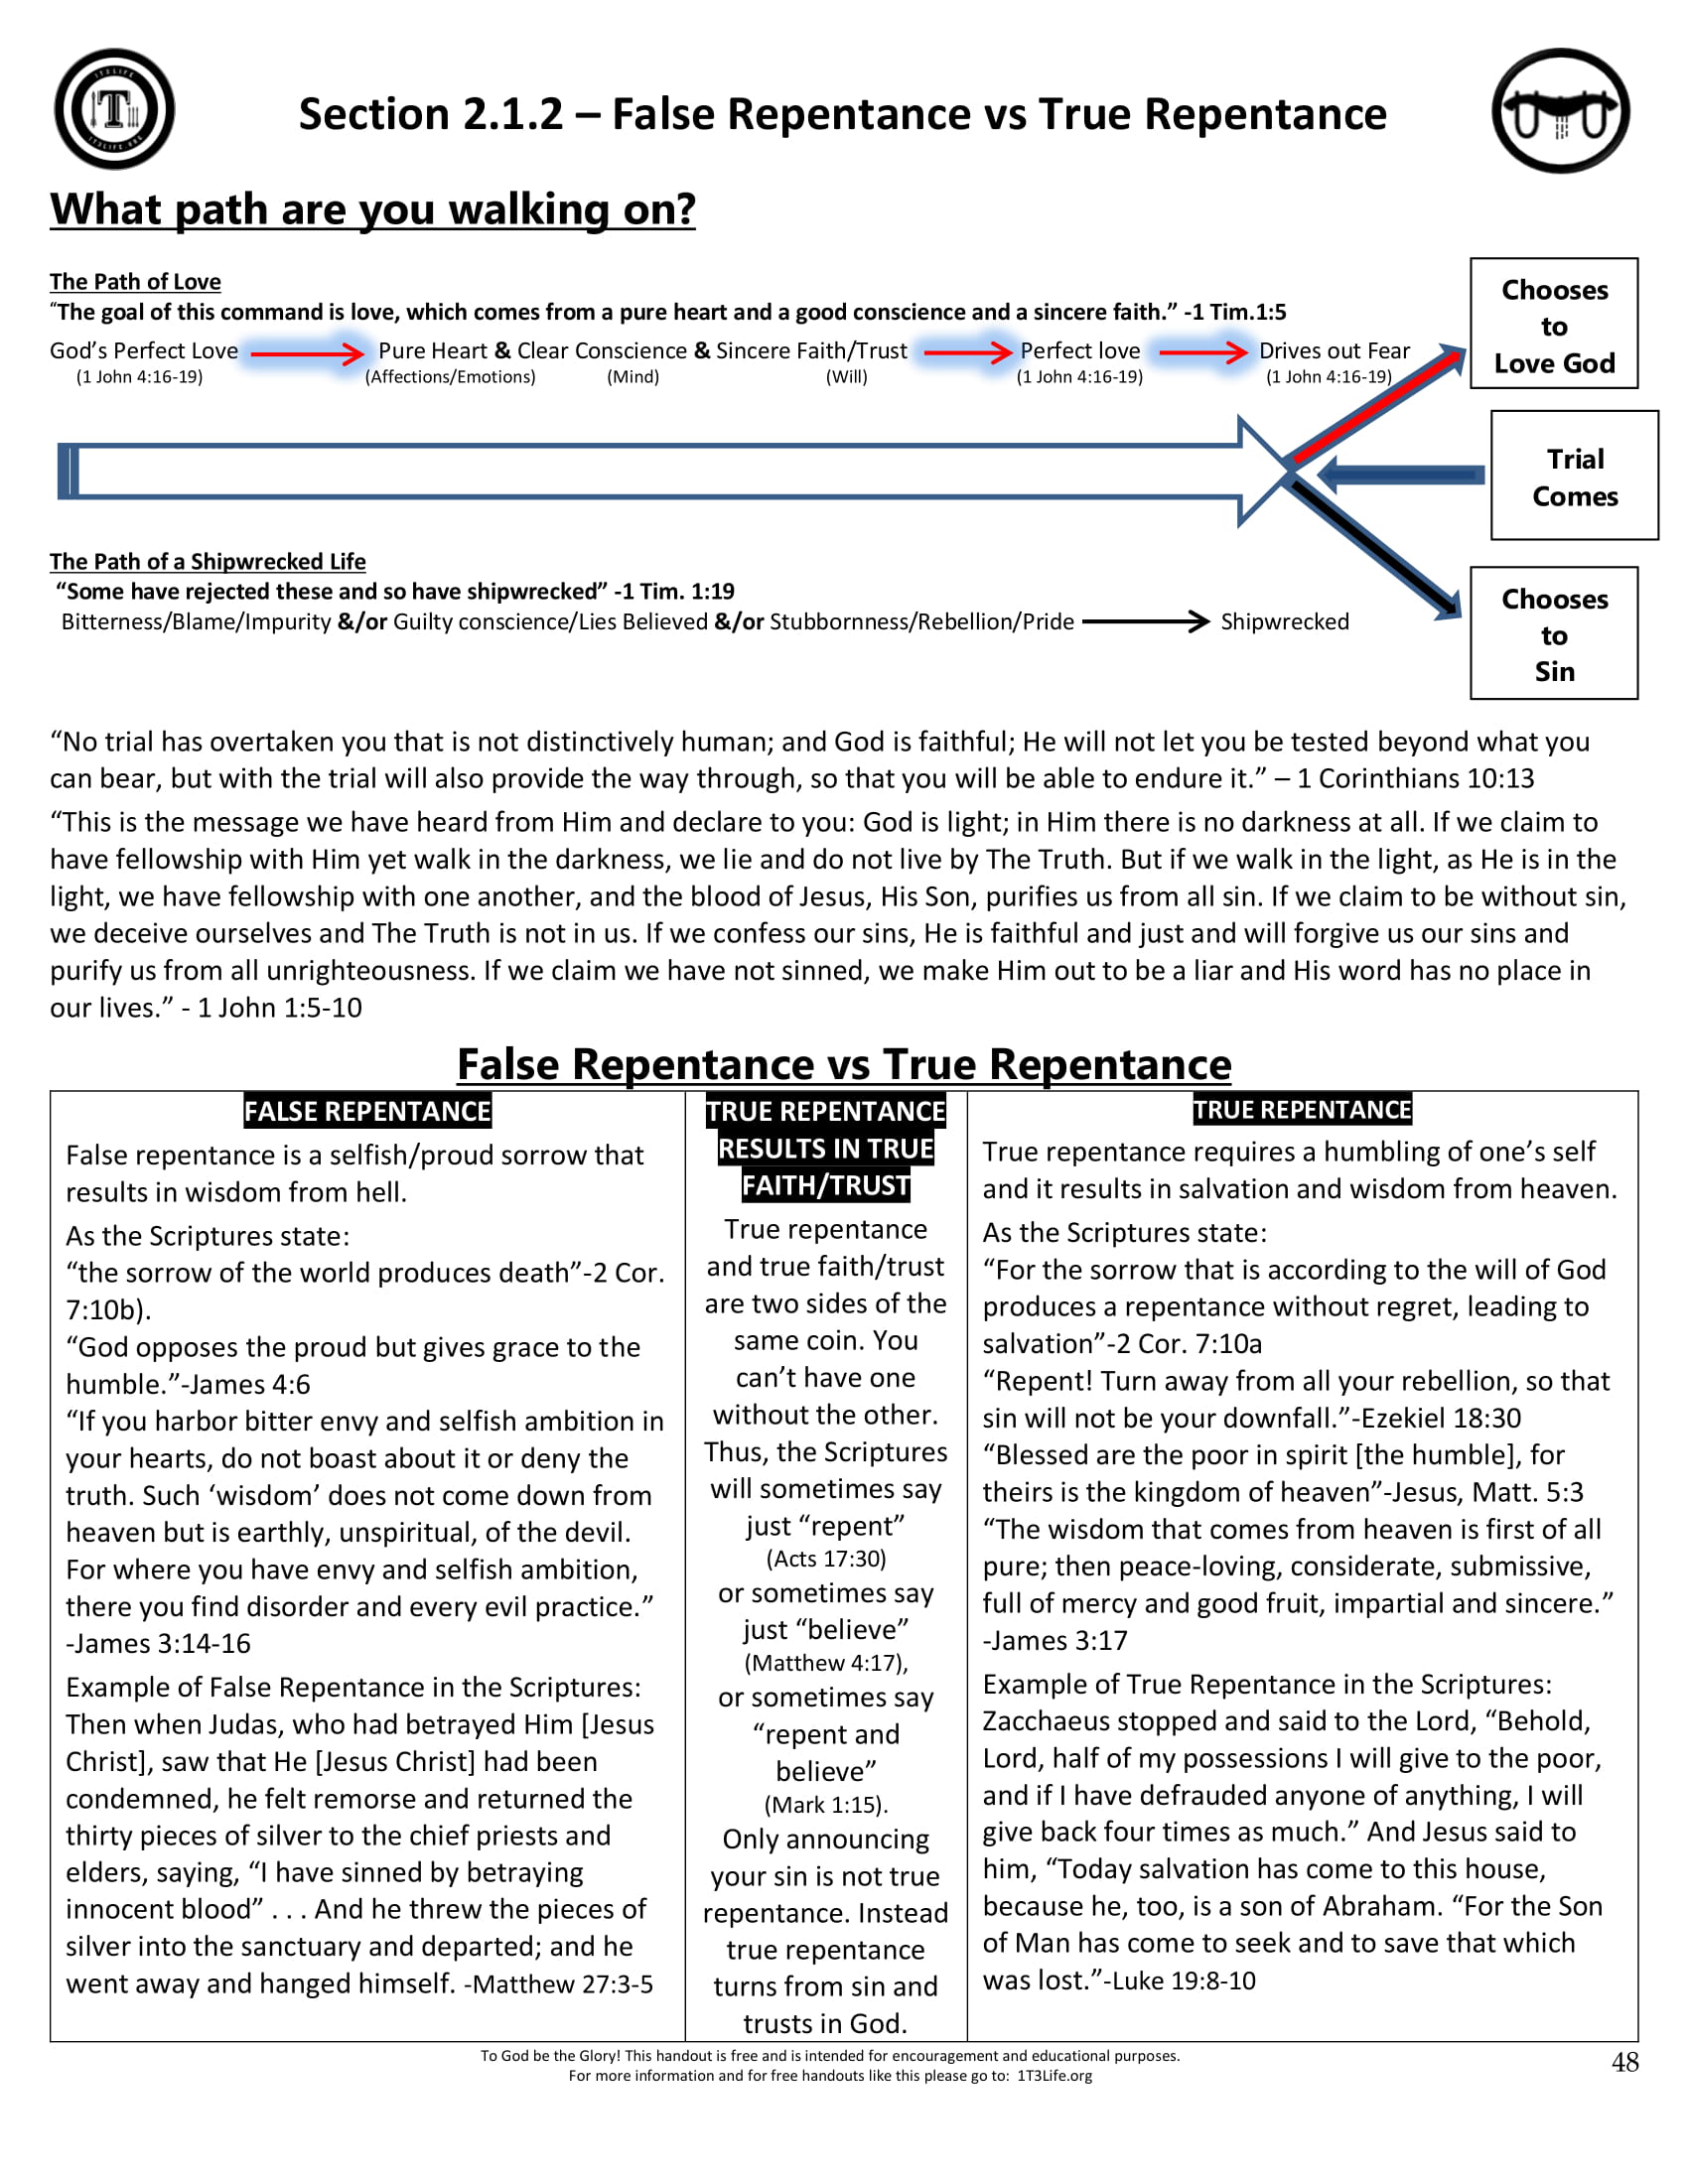 1T3LIFE
T
1T3LIFE.ORG
Section 2.1.2 – False Repentance vs True Repentance
What path are you walking on?
The Path of Love
“The goal of this command is love, which comes from a pure heart and a good conscience and a sincere faith.” -1 Tim.1:5
God’s Perfect Love Pure Heart & Clear Conscience & Sincere Faith/Trust Perfect love Drives out Fear
(1 John 4:16-19) (Affections/Emotions) (Mind) (Will) (1 John 4:16-19) (1 John 4:16-19)
Chooses
to
Love God
Trial
Comes
The Path of a Shipwrecked Life
“Some have rejected these and so have shipwrecked” -1 Tim. 1:19
Bitterness/Blame/Impurity &/or Guilty conscience/Lies Believed &/or Stubbornness/Rebellion/Pride Shipwrecked
Chooses
to
Sin
“No trial has overtaken you that is not distinctively human; and God is faithful; He will not let you be tested beyond what you
can bear, but with the trial will also provide the way through, so that you will be able to endure it.” – 1 Corinthians 10:13
“This is the message we have heard from Him and declare to you: God is light; in Him there is no darkness at all. If we claim to
have fellowship with Him yet walk in the darkness, we lie and do not live by The Truth. But if we walk in the light, as He is in the
light, we have fellowship with one another, and the blood of Jesus, His Son, purifies us from all sin. If we claim to be without sin,
we deceive ourselves and The Truth is not in us. If we confess our sins, He is faithful and just and will forgive us our sins and
purify us from all unrighteousness. If we claim we have not sinned, we make Him out to be a liar and His word has no place in
our lives.” - 1 John 1:5-10
False Repentance vs True Repentance
FALSE REPENTANCE
False repentance is a selfish/proud sorrow that
results in wisdom from hell.
As the Scriptures state:
“the sorrow of the world produces death”-2 Cor.
7:10b).
“God opposes the proud but gives grace to the
humble.”-James 4:6
“If you harbor bitter envy and selfish ambition in
your hearts, do not boast about it or deny the
truth. Such ‘wisdom’ does not come down from
heaven but is earthly, unspiritual, of the devil.
For where you have envy and selfish ambition,
there you find disorder and every evil practice.”
-James 3:14-16
Example of False Repentance in the Scriptures:
Then when Judas, who had betrayed Him [Jesus
Christ], saw that He [Jesus Christ] had been
condemned, he felt remorse and returned the
thirty pieces of silver to the chief priests and
elders, saying, “I have sinned by betraying
innocent blood” . . . And he threw the pieces of
silver into the sanctuary and departed; and he
went away and hanged himself. -Matthew 27:3-5
TRUE REPENTANCE
RESULTS IN TRUE
FAITH/TRUST
True repentance
and true faith/trust
are two sides of the
same coin. You
can’t have one
without the other.
Thus, the Scriptures
will sometimes say
just “repent”
(Acts 17:30)
or sometimes say
just “believe”
(Matthew 4:17),
or sometimes say
“repent and
believe”
(Mark 1:15).
Only announcing
your sin is not true
repentance. Instead
true repentance
turns from sin and
trusts in God.
TRUE REPENTANCE
True repentance requires a humbling of one’s self
and it results in salvation and wisdom from heaven.
As the Scriptures state:
“For the sorrow that is according to the will of God
produces a repentance without regret, leading to
salvation”-2 Cor. 7:10a
“Repent! Turn away from all your rebellion, so that
sin will not be your downfall.”-Ezekiel 18:30
“Blessed are the poor in spirit [the humble], for
theirs is the kingdom of heaven”-Jesus, Matt. 5:3
“The wisdom that comes from heaven is first of all
pure; then peace-loving, considerate, submissive,
full of mercy and good fruit, impartial and sincere.”
-James 3:17
Example of True Repentance in the Scriptures:
Zacchaeus stopped and said to the Lord, “Behold,
Lord, half of my possessions I will give to the poor,
and if I have defrauded anyone of anything, I will
give back four times as much.” And Jesus said to
him, “Today salvation has come to this house,
because he, too, is a son of Abraham. “For the Son
of Man has come to seek and to save that which
was lost.”-Luke 19:8-10
To God be the Glory! This handout is free and is intended for encouragement and educational purposes.
For more information and for free handouts like this please go to: 1T3Life.org
48